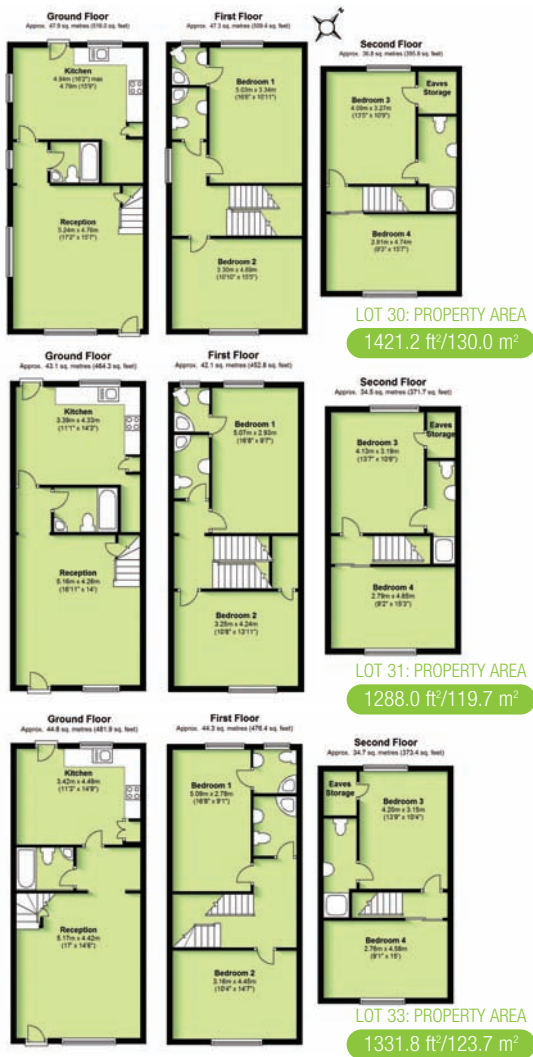 Ground Floor
Approx. 47.9 sq. metres (516.0 sq. feet)
Kitchen
4.94m (16'2") max
4.79m (15'9")
Reception
5.24m x 4.76m
(17'2" x 15'7")
First Floor
Approx. 47.3 sq. metres (509.4 sq. feet)
Bedroom 1
5.03m x 3.34m
(16'6" x 10'11")
Bedroom 2
3.30m x 4.69m
(10'10" x 15'5")
N
Second Floor
Approx. 36.8 sq. metres (395.8 sq. feet)
Bedroom 3
4.09m x 3.27m
(13'5" x 10'9")
Eaves
Storage
Bedroom 4
2.81m x 4.74m
(9'3" x 15'7")
LOT 30: PROPERTY AREA
1421.2 ft²/130.0 m²
Ground Floor
Approx. 43.1 sq. metres (464.3 sq. feet)
Kitchen
3.39m x 4.33m
(11'1" x 14'3")
Reception
5.16m x 4.26m
(16'11" x 14')
First Floor
Approx. 42.1 sq. metres (452.8 sq. feet)
Bedroom 1
5.07m x 2.93m
(16'8" x 9'7")
Bedroom 2
3.25m x 4.24m
(10'8" x 13'11")
Second Floor
Approx. 34.5 sq. metres (371.7 sq. feet)
Bedroom 3
4.13m x 3.19m
(13'7" x 10'6")
Eaves
Storage
Bedroom 4
2.79m x 4.65m
(9'2" x 15'3")
LOT 31: PROPERTY AREA
1288.0 ft²/119.7 m²
Ground Floor
Approx. 44.8 sq. metres (481.9 sq. feet)
Kitchen
3.42m x 4.49m
(11'3" x 14'9")
Reception
5.17m x 4.42m
(17' x 14'6")
First Floor
Approx. 44.3 sq. metres (476.4 sq. feet)
Bedroom 1
5.09m x 2.78m
(16'8" x 9'1")
Bedroom 2
3.16m x 4.45m
(10'4" x 14'7")
Second Floor
Approx. 34.7 sq. metres (373.4 sq. feet)
Eaves
Storage
Bedroom 3
4.20m x 3.15m
(13'9" x 10'4")
Bedroom 4
2.76m x 4.58m
(9'1" x 15')
LOT 33: PROPERTY AREA
1331.8 ft²/123.7 m²